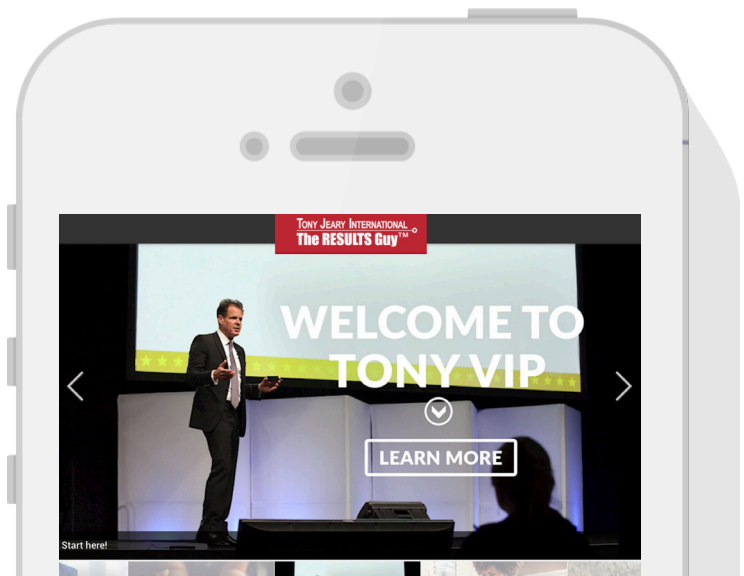 TONY JEARY INTERNATIONAL
The RESULTS Guy™
WELCOME TO
TONY VIP
LEARN MORE
Start here!